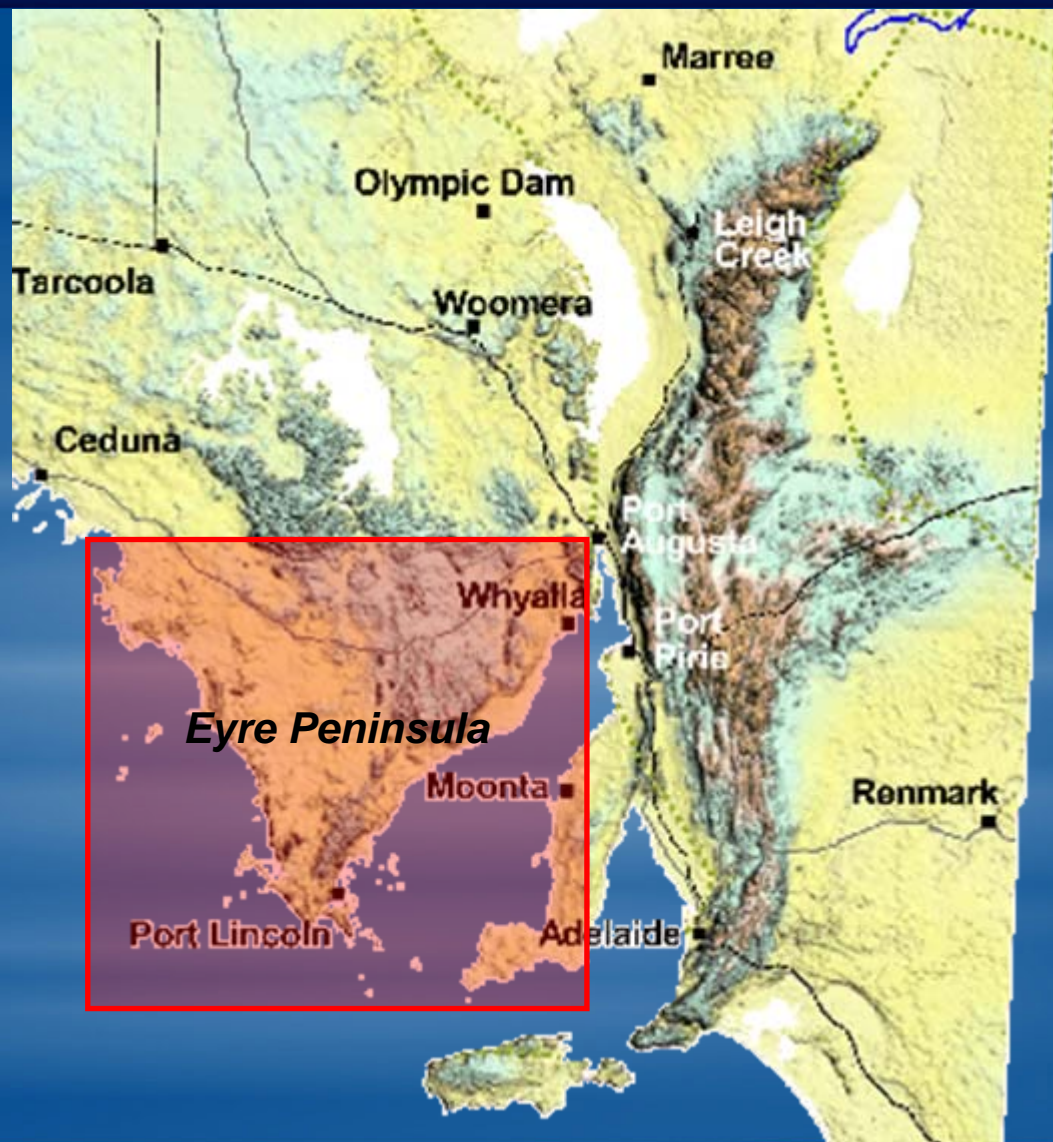 Marree
Olympic Dam
Leigh
Creek
Tarcoola
Woomera
Ceduna
Port
Augusta
Whyalla
Port
Pirie
Eyre Peninsula
Moonta
Renmark
Port Lincoln
Adelaide